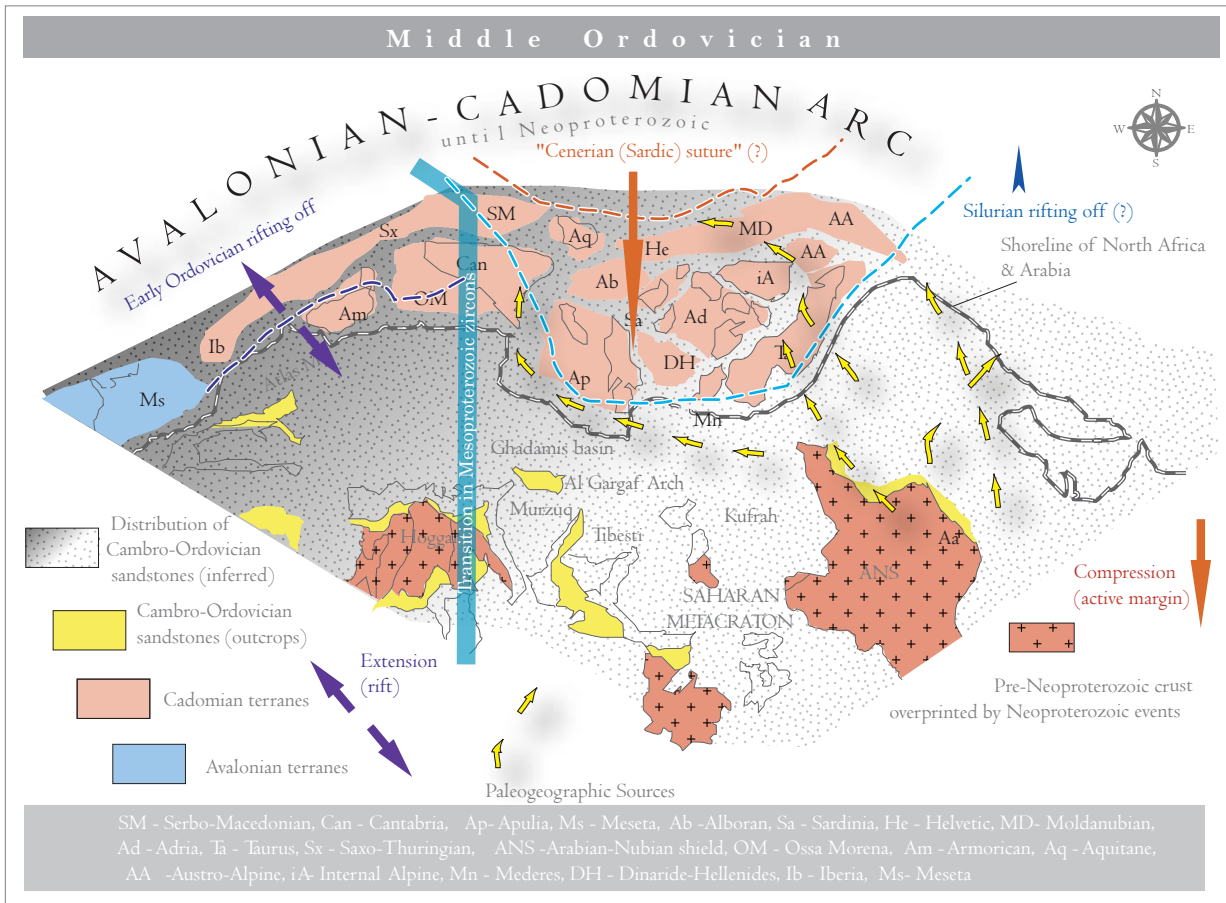 Middle Ordovician
AVALONIAN-CADOMIAN ARC
until Neoproterozoic
"Cenerian (Sardic) suture" (?)
N
W E
S
Early Ordovician rifting off
Silurian rifting off (?)
Shoreline of North Africa
& Arabia
SM
Sx
Aq
He
MD
AA
AA
Can
OM
Am
Ab
iA
Sa
Ad
Ib
DH
Ap
Ms
Mn
Transition in Mesoproterozoic zircons
Ghadamis basin
Al Gargaf Arch
Murzuq
Kufrah
Hoggar
Tibesti
Aa
ANS
SAHARAN
METACRATON
Distribution of
Cambro-Ordovician
sandstones (inferred)
Cambro-Ordovician
sandstones (outcrops)
Cadomian terranes
Avalonian terranes
Extension
(rift)
Compression
(active margin)
Pre-Neoproterozoic crust
overprinted by Neoproterozoic events
Paleogeographic Sources
SM - Serbo-Macedonian, Can - Cantabria, Ap- Apulia, Ms - Meseta, Ab -Alboran, Sa - Sardinia, He - Helvetic, MD- Moldanubian,
Ad - Adria, Ta - Taurus, Sx - Saxo-Thuringian, ANS -Arabian-Nubian shield, OM - Ossa Morena, Am - Armorican, Aq - Aquitane,
AA -Austro-Alpine, iA- Internal Alpine, Mn - Mederes, DH - Dinaride-Hellenides, Ib - Iberia, Ms- Meseta